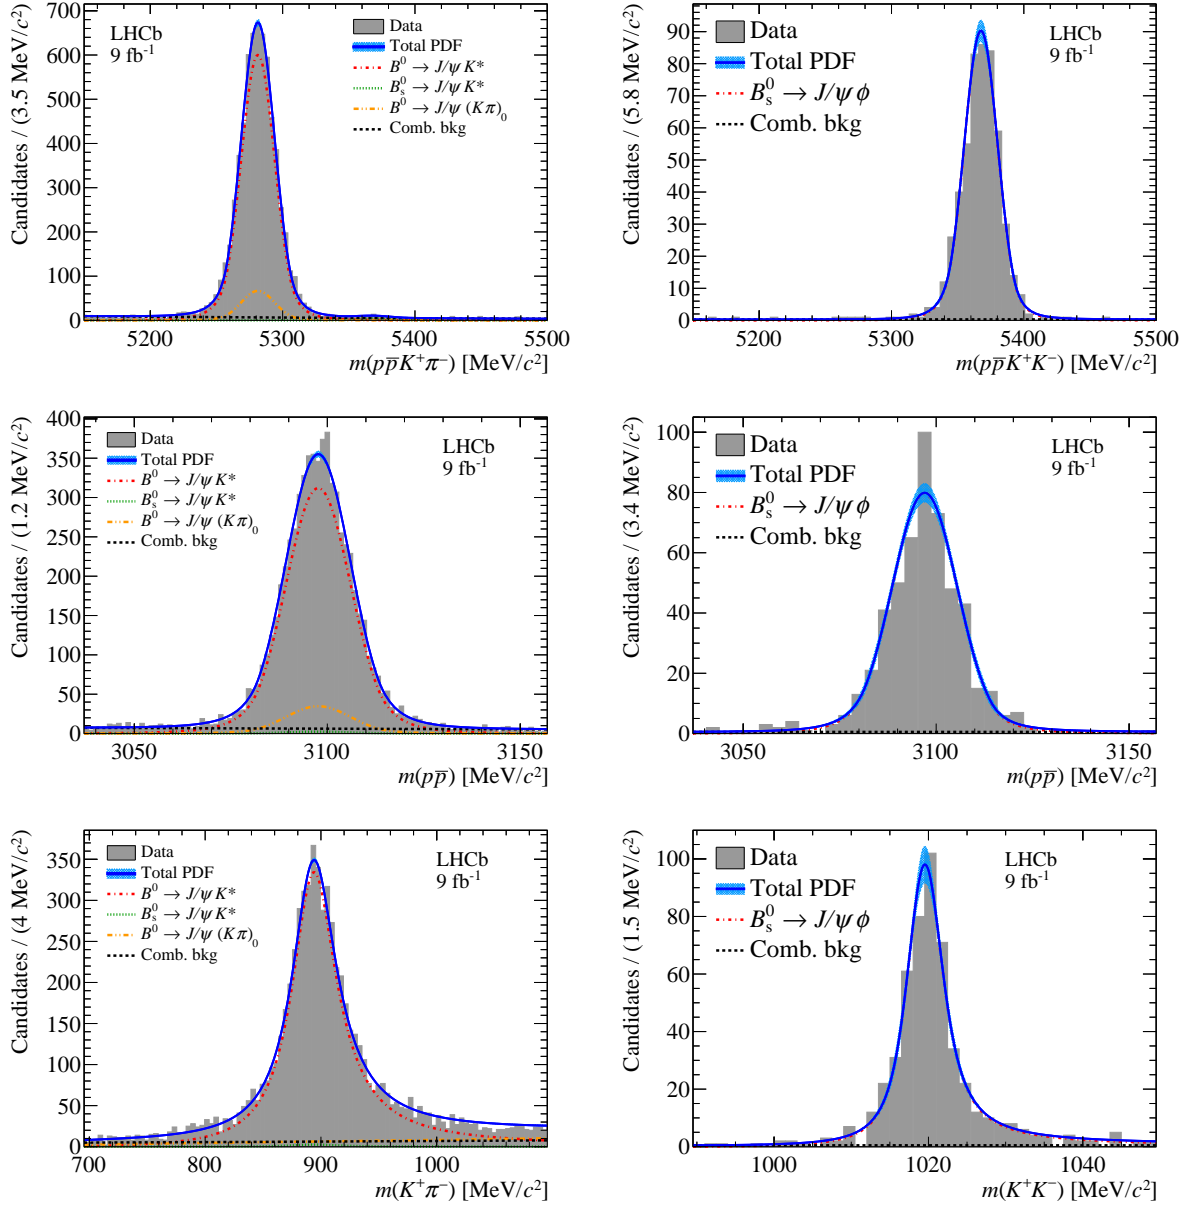 Candidates / (3.5 MeV/c²)
700
600
500
400
300
200
100
0
LHCb
9 fb⁻¹
Data
Total PDF
B⁰ → J/ψ K*
B⁰ₛ → J/ψ K*
B⁰ → J/ψ (Kπ)₀
Comb. bkg
5200 5300 5400 5500
m(pp̅K⁺π⁻) [MeV/c²]
Candidates / (5.8 MeV/c²)
90
80
70
60
50
40
30
20
10
0
Data
Total PDF
B⁰ₛ → J/ψ ϕ
Comb. bkg
LHCb
9 fb⁻¹
5200 5300 5400 5500
m(pp̅K⁺K⁻) [MeV/c²]
Candidates / (1.2 MeV/c²)
400
350
300
250
200
150
100
50
0
Data
Total PDF
B⁰ → J/ψ K*
B⁰ₛ → J/ψ K*
B⁰ → J/ψ (Kπ)₀
Comb. bkg
LHCb
9 fb⁻¹
3050 3100 3150
m(pp̅) [MeV/c²]
Candidates / (3.4 MeV/c²)
100
80
60
40
20
0
Data
Total PDF
B⁰ₛ → J/ψ ϕ
Comb. bkg
LHCb
9 fb⁻¹
3050 3100 3150
m(pp̅) [MeV/c²]
Candidates / (4 MeV/c²)
350
300
250
200
150
100
50
0
Data
Total PDF
B⁰ → J/ψ K*
B⁰ₛ → J/ψ K*
B⁰ → J/ψ (Kπ)₀
Comb. bkg
LHCb
9 fb⁻¹
700 800 900 1000
m(K⁺π⁻) [MeV/c²]
Candidates / (1.5 MeV/c²)
100
80
60
40
20
0
Data
Total PDF
B⁰ₛ → J/ψ ϕ
Comb. bkg
LHCb
9 fb⁻¹
1000 1020 1040
m(K⁺K⁻) [MeV/c²]